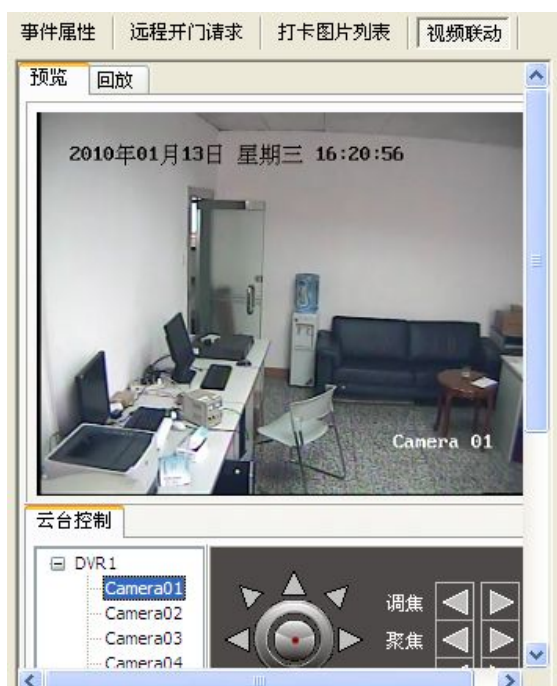 事件属性 远程开门请求 打卡图片列表 视频联动
预览 回放
2010年01月13日 星期三 16:20:56
Camera 01
云台控制
DVR1
Camera01
Camera02
Camera03
Camera04
调焦
聚焦